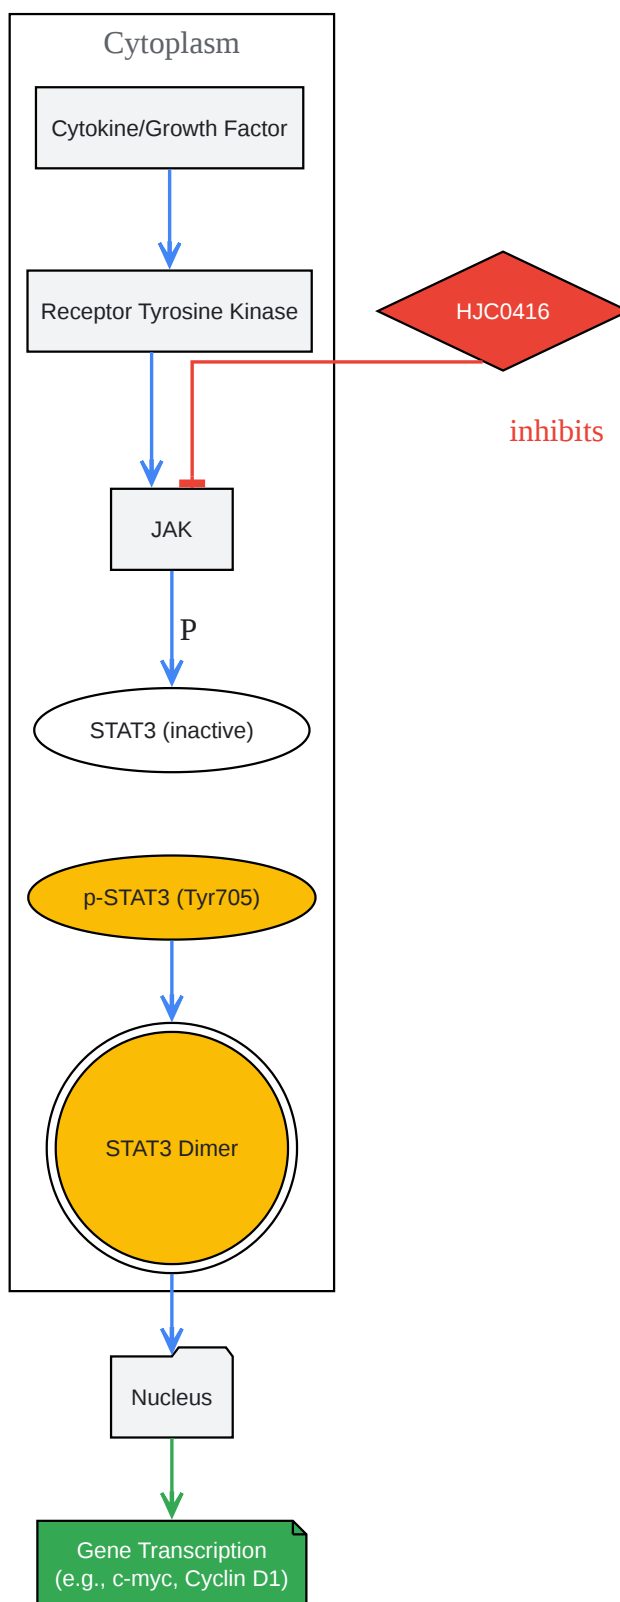 Cytoplasm
Cytokine/Growth Factor
Receptor Tyrosine Kinase
HJC0416
inhibits
JAK
P
STAT3 (inactive)
p-STAT3 (Tyr705)
STAT3 Dimer
Nucleus
Gene Transcription
(e.g., c-myc, Cyclin D1)